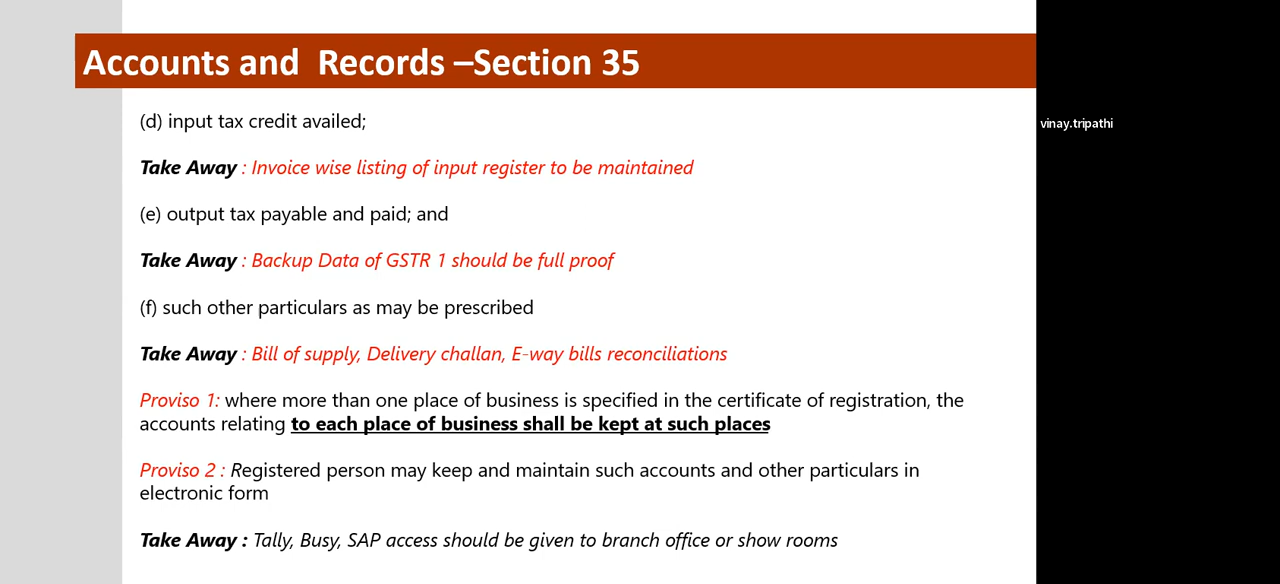 Accounts and Records –Section 35
(d) input tax credit availed;
vinay.tripathi
Take Away : Invoice wise listing of input register to be maintained
(e) output tax payable and paid; and
Take Away : Backup Data of GSTR 1 should be full proof
(f) such other particulars as may be prescribed
Take Away : Bill of supply, Delivery challan, E-way bills reconciliations
Proviso 1: where more than one place of business is specified in the certificate of registration, the
accounts relating to each place of business shall be kept at such places
Proviso 2 : Registered person may keep and maintain such accounts and other particulars in
electronic form
Take Away : Tally, Busy, SAP access should be given to branch office or show rooms